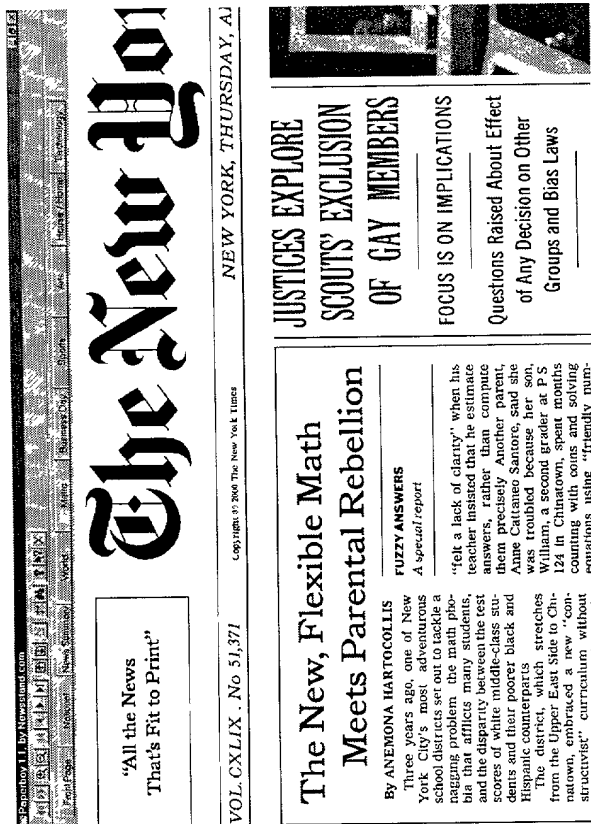 Paperboy 1.1, by Newsstand.com
Front Page National News Summary World Metro Business Day Sports Arts House / Home Technology
"All the News
That's Fit to Print"
The New Yor
VOL. CXLIX . No 51,371
Copyright © 2000 The New York Times
NEW YORK, THURSDAY, A
The New, Flexible Math
Meets Parental Rebellion
By ANEMONA HARTOCOLLIS
Three years ago, one of New
York City's most adventurous
school districts set out to tackle a
nagging problem the math pho-
bia that afflicts many students,
and the disparity between the test
scores of white middle-class stu-
dents and their poorer black and
Hispanic counterparts
The district, which stretches
from the Upper East Side to Chi-
natown, embraced a new "con-
structivist" curriculum without
FUZZY ANSWERS
A special report
"felt a lack of clarity" when his
teacher insisted that he estimate
answers, rather than compute
them precisely Another parent,
Anne Cattaneo Santore, said she
was troubled because her son,
William, a second grader at P S
124 in Chinatown, spent months
counting with coins and solving
equations using "friendly num-
JUSTICES EXPLORE
SCOUTS' EXCLUSION
OF GAY MEMBERS
FOCUS IS ON IMPLICATIONS
Questions Raised About Effect
of Any Decision on Other
Groups and Bias Laws